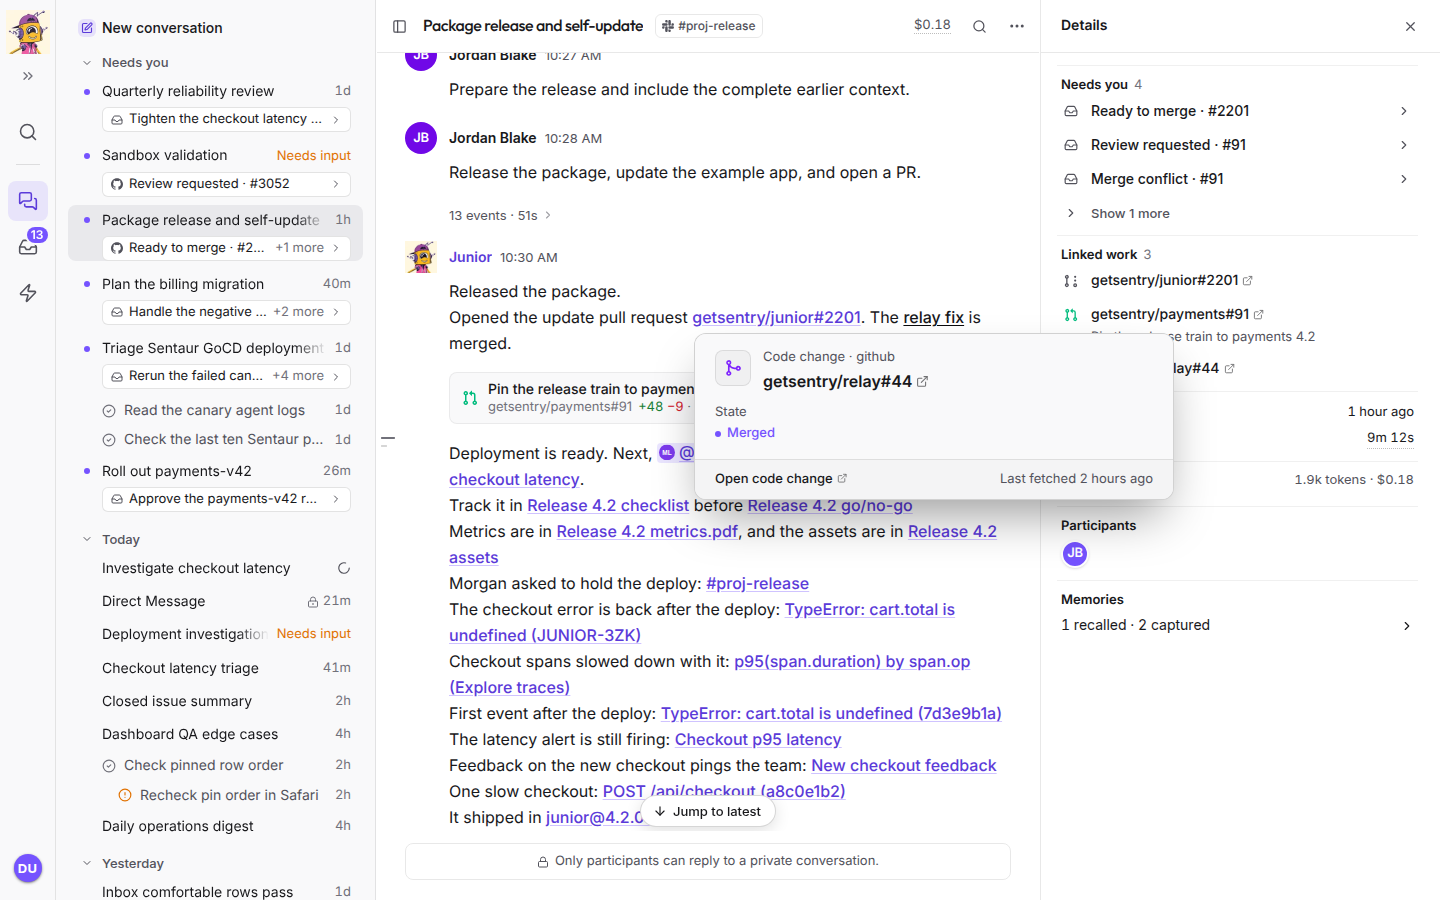 New conversation
Needs you
Quarterly reliability review 1d
Tighten the checkout latency ...
Sandbox validation Needs input
Review requested · #3052
Package release and self-update 1h
Ready to merge · #2... +1 more
Plan the billing migration 40m
Handle the negative ... +2 more
Triage Sentaur GoCD deployment 1d
Rerun the failed can... +4 more
Read the canary agent logs 1d
Check the last ten Sentaur p... 1d
Roll out payments-v42 26m
Approve the payments-v42 r...
Today
Investigate checkout latency
Direct Message 21m
Deployment investigation Needs input
Checkout latency triage 41m
Closed issue summary 2h
Dashboard QA edge cases 4h
Check pinned row order 2h
Recheck pin order in Safari 2h
Daily operations digest 4h
Yesterday
Inbox comfortable rows pass 1d
13
DU
Package release and self-update #proj-release $0.18
JB Jordan Blake 10:27 AM
Prepare the release and include the complete earlier context.
JB Jordan Blake 10:28 AM
Release the package, update the example app, and open a PR.
13 events · 51s
Junior 10:30 AM
Released the package.
Opened the update pull request getsentry/junior#2201. The relay fix is
merged.
Pin the release train to paymen
getsentry/payments#91 +48 −9 ·
Deployment is ready. Next, ML @
checkout latency.
Track it in Release 4.2 checklist before Release 4.2 go/no-go
Metrics are in Release 4.2 metrics.pdf, and the assets are in Release 4.2
assets
Morgan asked to hold the deploy: #proj-release
The checkout error is back after the deploy: TypeError: cart.total is
undefined (JUNIOR-3ZK)
Checkout spans slowed down with it: p95(span.duration) by span.op
(Explore traces)
First event after the deploy: TypeError: cart.total is undefined (7d3e9b1a)
The latency alert is still firing: Checkout p95 latency
Feedback on the new checkout pings the team: New checkout feedback
One slow checkout: POST /api/checkout (a8c0e1b2)
It shipped in junior@4.2.0
Jump to latest
Only participants can reply to a private conversation.
Code change · github
getsentry/relay#44
State
Merged
Open code change Last fetched 2 hours ago
Details
Needs you 4
Ready to merge · #2201
Review requested · #91
Merge conflict · #91
Show 1 more
Linked work 3
getsentry/junior#2201
getsentry/payments#91
se train to payments 4.2
lay#44
1 hour ago
9m 12s
1.9k tokens · $0.18
Participants
JB
Memories
1 recalled · 2 captured